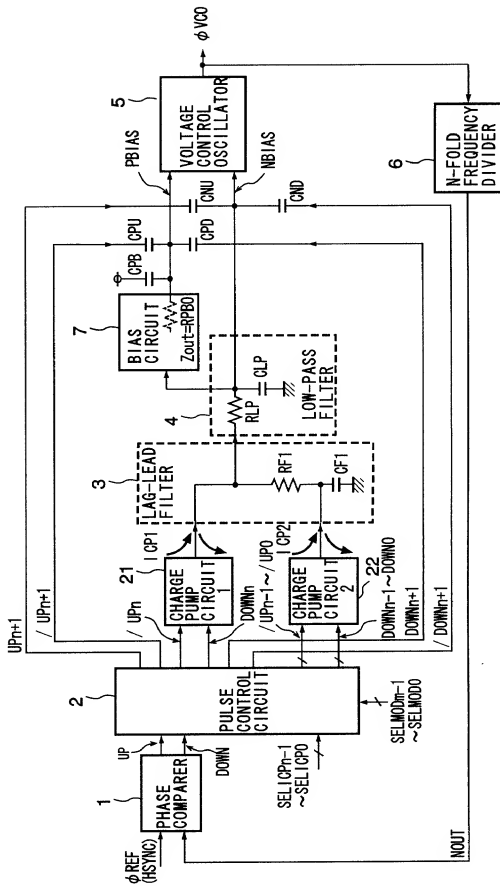 φREF
(HSYNC)
1
PHASE
COMPARER
UP
DOWN
2
PULSE CONTROL
CIRCUIT
SELICPn-1
~SELICP0
SELMODm-1
~SELMOD0
NOUT
UPn+1
/UPn+1
/UPn
DOWNn
/UPn-1~/UP0
DOWNn-1~DOWN0
DOWNn+1
/DOWNn+1
21
CHARGE
PUMP
CIRCUIT
1
ICP1
22
CHARGE
PUMP
CIRCUIT
2
ICP2
3
LAG-LEAD
FILTER
RF1
CF1
4
RLP
CLP
LOW-PASS
FILTER
7
BIAS
CIRCUIT
Zout=RPBO
CPB
CPU
CPD
CNU
CND
PBIAS
NBIAS
5
VOLTAGE
CONTROL
OSCILLATOR
φVCO
6
N-FOLD
FREQUENCY
DIVIDER